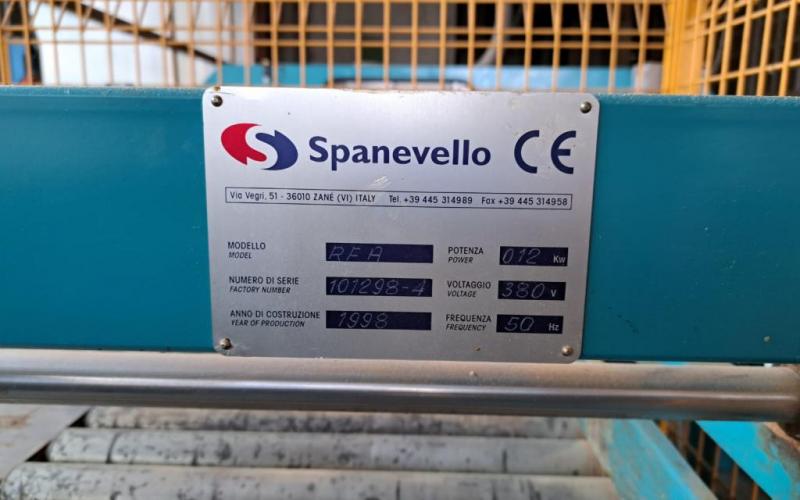 Spanevello CE
Via Vegri, 51 - 36010 ZANÉ (VI) ITALY Tel. +39 445 314989 Fax +39 445 314958
MODELLO
MODEL
RFA
POTENZA
POWER
012 Kw
NUMERO DI SERIE
FACTORY NUMBER
101298-4
VOLTAGGIO
VOLTAGE
380 V
ANNO DI COSTRUZIONE
YEAR OF PRODUCTION
1998
FREQUENZA
FREQUENCY
50 Hz